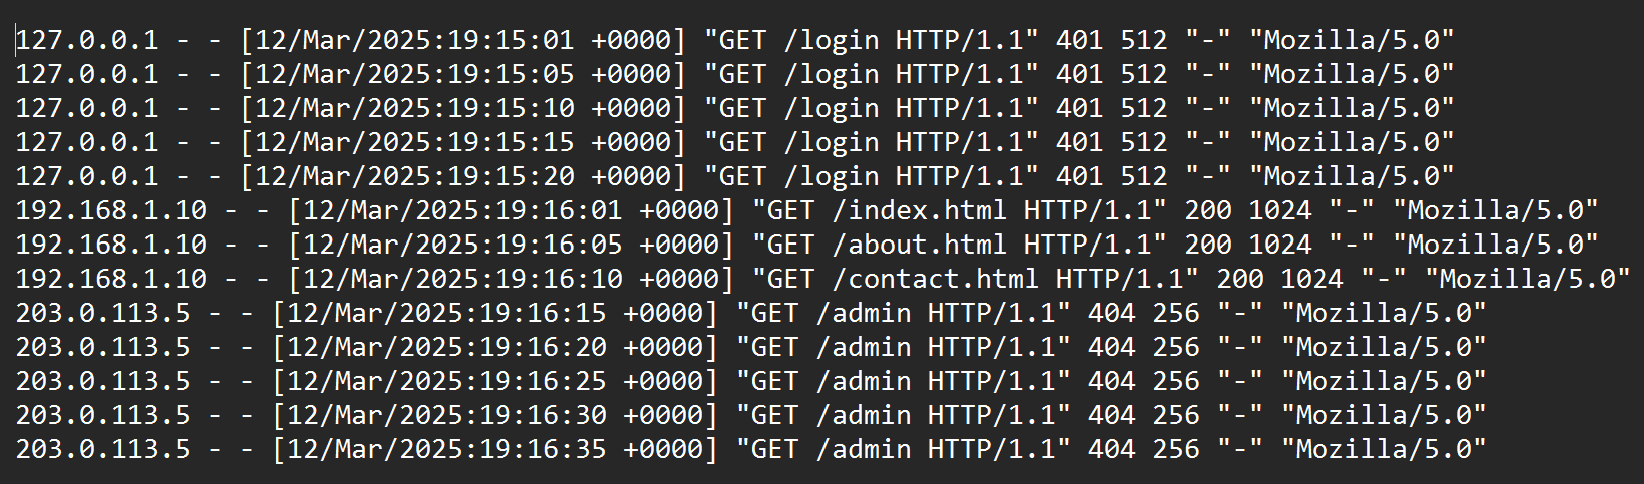 127.0.0.1 - - [12/Mar/2025:19:15:01 +0000] "GET /login HTTP/1.1" 401 512 "-" "Mozilla/5.0"
127.0.0.1 - - [12/Mar/2025:19:15:05 +0000] "GET /login HTTP/1.1" 401 512 "-" "Mozilla/5.0"
127.0.0.1 - - [12/Mar/2025:19:15:10 +0000] "GET /login HTTP/1.1" 401 512 "-" "Mozilla/5.0"
127.0.0.1 - - [12/Mar/2025:19:15:15 +0000] "GET /login HTTP/1.1" 401 512 "-" "Mozilla/5.0"
127.0.0.1 - - [12/Mar/2025:19:15:20 +0000] "GET /login HTTP/1.1" 401 512 "-" "Mozilla/5.0"
192.168.1.10 - - [12/Mar/2025:19:16:01 +0000] "GET /index.html HTTP/1.1" 200 1024 "-" "Mozilla/5.0"
192.168.1.10 - - [12/Mar/2025:19:16:05 +0000] "GET /about.html HTTP/1.1" 200 1024 "-" "Mozilla/5.0"
192.168.1.10 - - [12/Mar/2025:19:16:10 +0000] "GET /contact.html HTTP/1.1" 200 1024 "-" "Mozilla/5.0"
203.0.113.5 - - [12/Mar/2025:19:16:15 +0000] "GET /admin HTTP/1.1" 404 256 "-" "Mozilla/5.0"
203.0.113.5 - - [12/Mar/2025:19:16:20 +0000] "GET /admin HTTP/1.1" 404 256 "-" "Mozilla/5.0"
203.0.113.5 - - [12/Mar/2025:19:16:25 +0000] "GET /admin HTTP/1.1" 404 256 "-" "Mozilla/5.0"
203.0.113.5 - - [12/Mar/2025:19:16:30 +0000] "GET /admin HTTP/1.1" 404 256 "-" "Mozilla/5.0"
203.0.113.5 - - [12/Mar/2025:19:16:35 +0000] "GET /admin HTTP/1.1" 404 256 "-" "Mozilla/5.0"